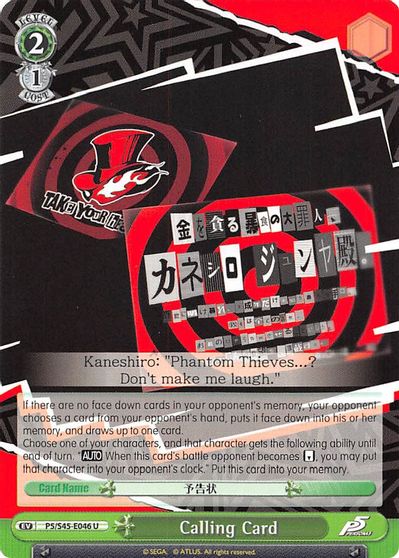 LEVEL
2
1
COST
TAKE YOUR
金を貪る暴食の大罪人、
カネシロジュンヤ殿。
Kaneshiro: "Phantom Thieves...?
Don't make me laugh."
If there are no face down cards in your opponent's memory, your opponent
chooses a card from your opponent's hand, puts it face down into his or her
memory, and draws up to one card.
Choose one of your characters, and that character gets the following ability until
end of turn. "AUTO When this card's battle opponent becomes, you may put
that character into your opponent's clock." Put this card into your memory.
Card Name 予告状
EV P5/S45-E046 U Calling Card P5 PERSONA5
© SEGA. © ATLUS. All rights reserved.